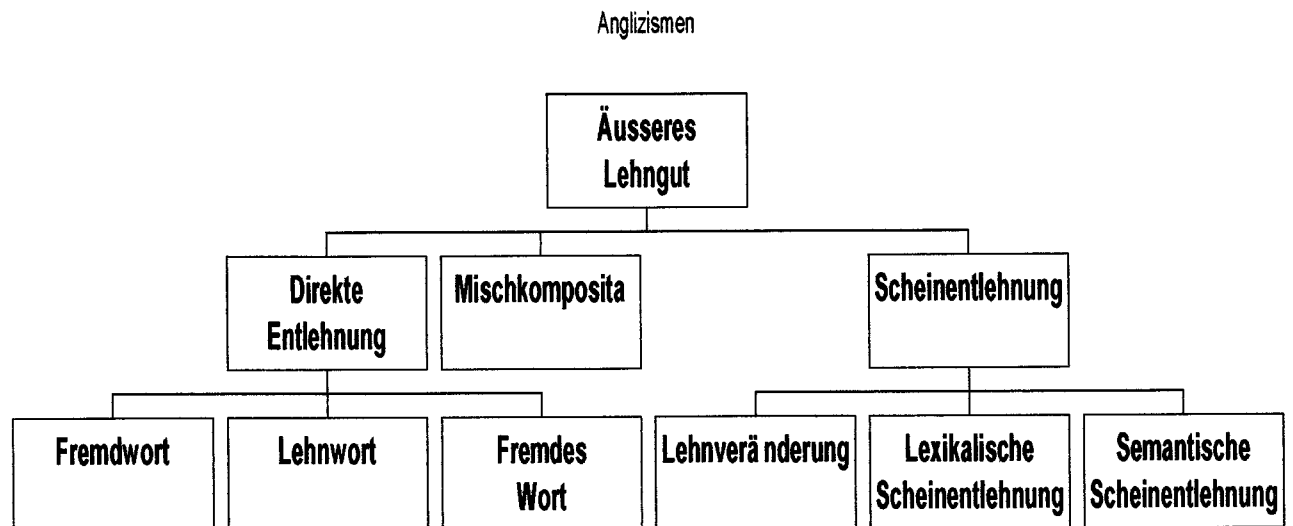 Anglizismen
Äusseres
Lehngut
Direkte
Entlehnung
Mischkomposita
Scheinentlehnung
Fremdwort
Lehnwort
Fremdes
Wort
Lehnverä nderung
Lexikalische
Scheinentlehnung
Semantische
Scheinentlehnung